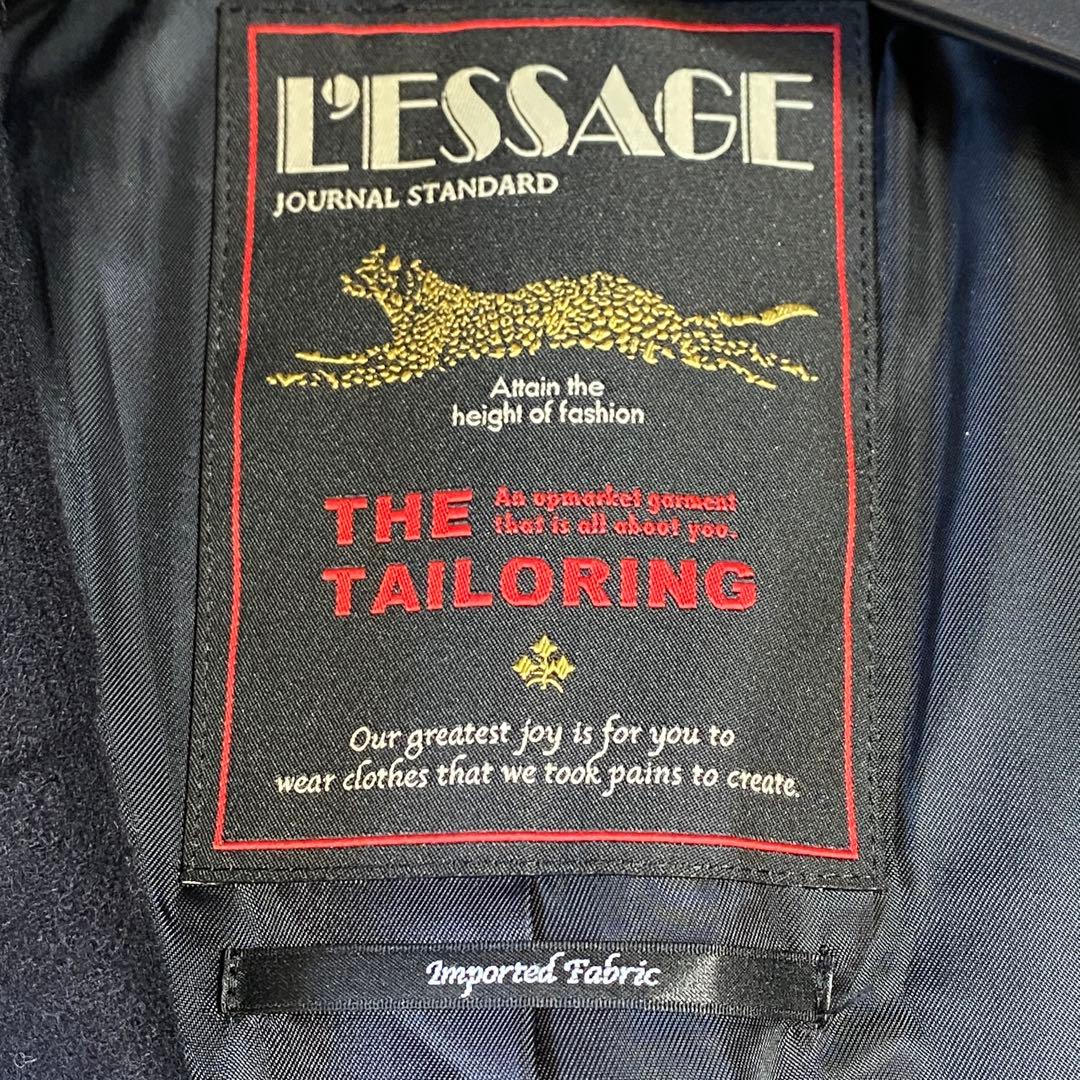 L'ESSAGE
JOURNAL STANDARD
Attain the
height of fashion
THE An upmarket garment
that is all about you.
TAILORING
Our greatest joy is for you to
wear clothes that we took pains to create.
Imported Fabric